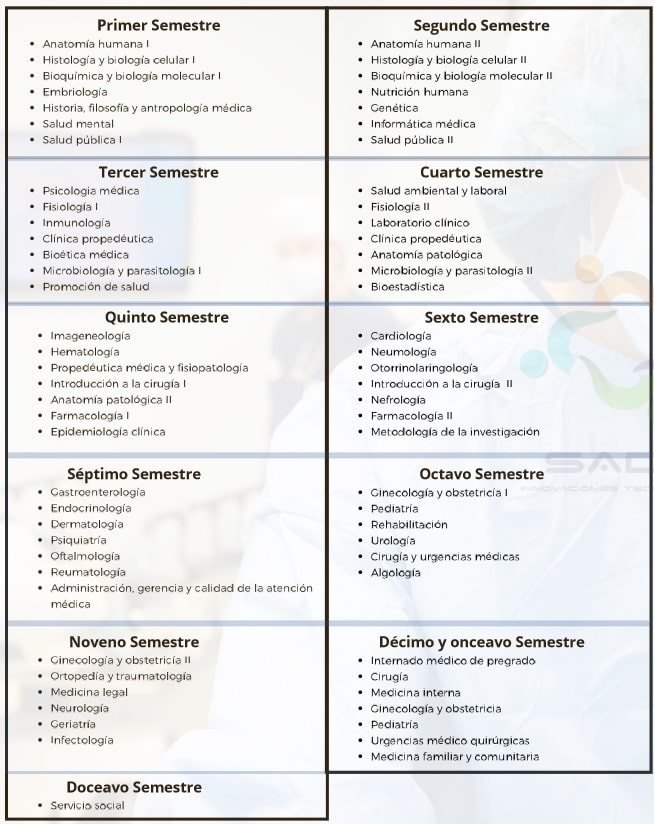 Primer Semestre
Anatomía humana I
Histología y biología celular I
Bioquímica y biología molecular I
Embriología
Historia, filosofía y antropología médica
Salud mental
Salud pública I
Segundo Semestre
Anatomía humana II
Histología y biología celular II
Bioquímica y biología molecular II
Nutrición humana
Genética
Informática médica
Salud pública II
Tercer Semestre
Psicologia médica
Fisiología I
Inmunología
Clínica propedéutica
Bioética médica
Microbiología y parasitología I
Promoción de salud
Cuarto Semestre
Salud ambiental y laboral
Fisiología II
Laboratorio clínico
Clínica propedéutica
Anatomía patológica
Microbiología y parasitología II
Bioestadística
Quinto Semestre
Imageneología
Hematología
Propedéutica médica y fisiopatología
Introducción a la cirugía I
Anatomía patológica II
Farmacología I
Epidemiología clínica
Sexto Semestre
Cardiología
Neumología
Otorrinolaringología
Introducción a la cirugía II
Nefrología
Farmacología II
Metodología de la investigación
Séptimo Semestre
Gastroenterología
Endocrinología
Dermatología
Psiquiatría
Oftalmología
Reumatología
Administración, gerencia y calidad de la atención
médica
Octavo Semestre
Ginecología y obstetricía I
Pediatría
Rehabilitación
Urología
Cirugía y urgencias médicas
Algología
Noveno Semestre
Ginecología y obstetricía II
Ortopedía y traumatología
Medicina legal
Neurología
Geriatría
Infectología
Décimo y onceavo Semestre
Internado médico de pregrado
Cirugía
Medicina interna
Ginecología y obstetricia
Pediatría
Urgencias médico quirúrgicas
Medicina familiar y comunitaria
Doceavo Semestre
Servicio social